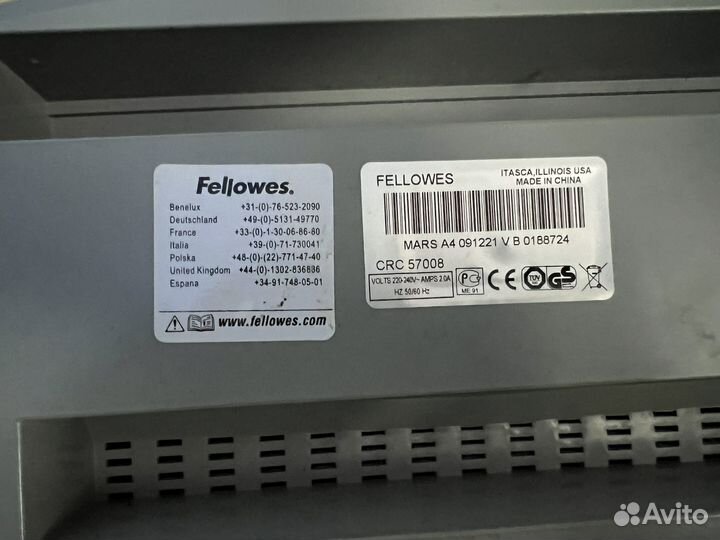 Fellowes.
Benelux +31-(0)-76-523-2090
Deutschland +49-(0)-5131-49770
France +33-(0)-1-30-06-86-80
Italia +39-(0)-71-730041
Polska +48-(0)-(22)-771-47-40
United Kingdom +44-(0)-1302-836886
Espana +34-91-748-05-01
www.fellowes.com
FELLOWES
ITASCA,ILLINOIS USA
MADE IN CHINA
MARS A4 091221 V B 0188724
CRC 57008
VOLTS 220-240V~ AMPS 2.0A
HZ 50/60 Hz
ME 91
CE
TUV
GS
Avito